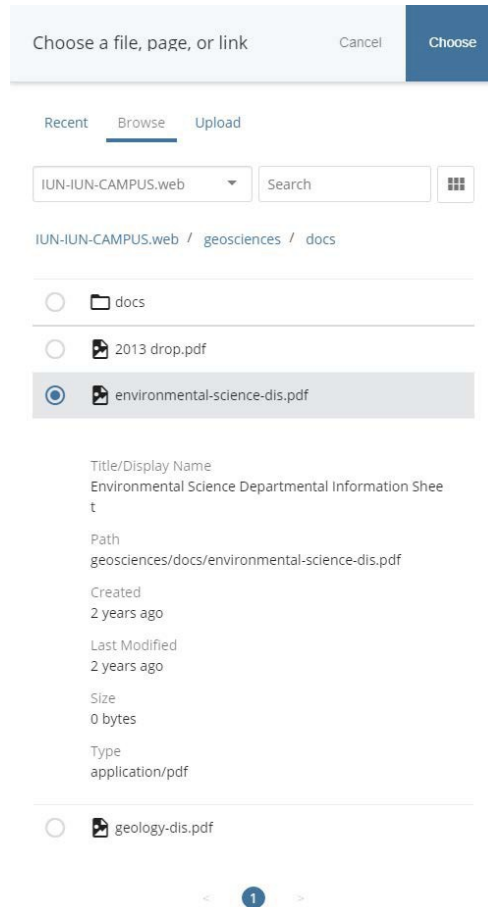 Choose a file, page, or link Cancel Choose
Recent Browse Upload
IUN-IUN-CAMPUS.web Search
IUN-IUN-CAMPUS.web / geosciences / docs
docs
2013 drop.pdf
environmental-science-dis.pdf
Title/Display Name
Environmental Science Departmental Information Shee
t
Path
geosciences/docs/environmental-science-dis.pdf
Created
2 years ago
Last Modified
2 years ago
Size
0 bytes
Type
application/pdf
geology-dis.pdf
< 1 >